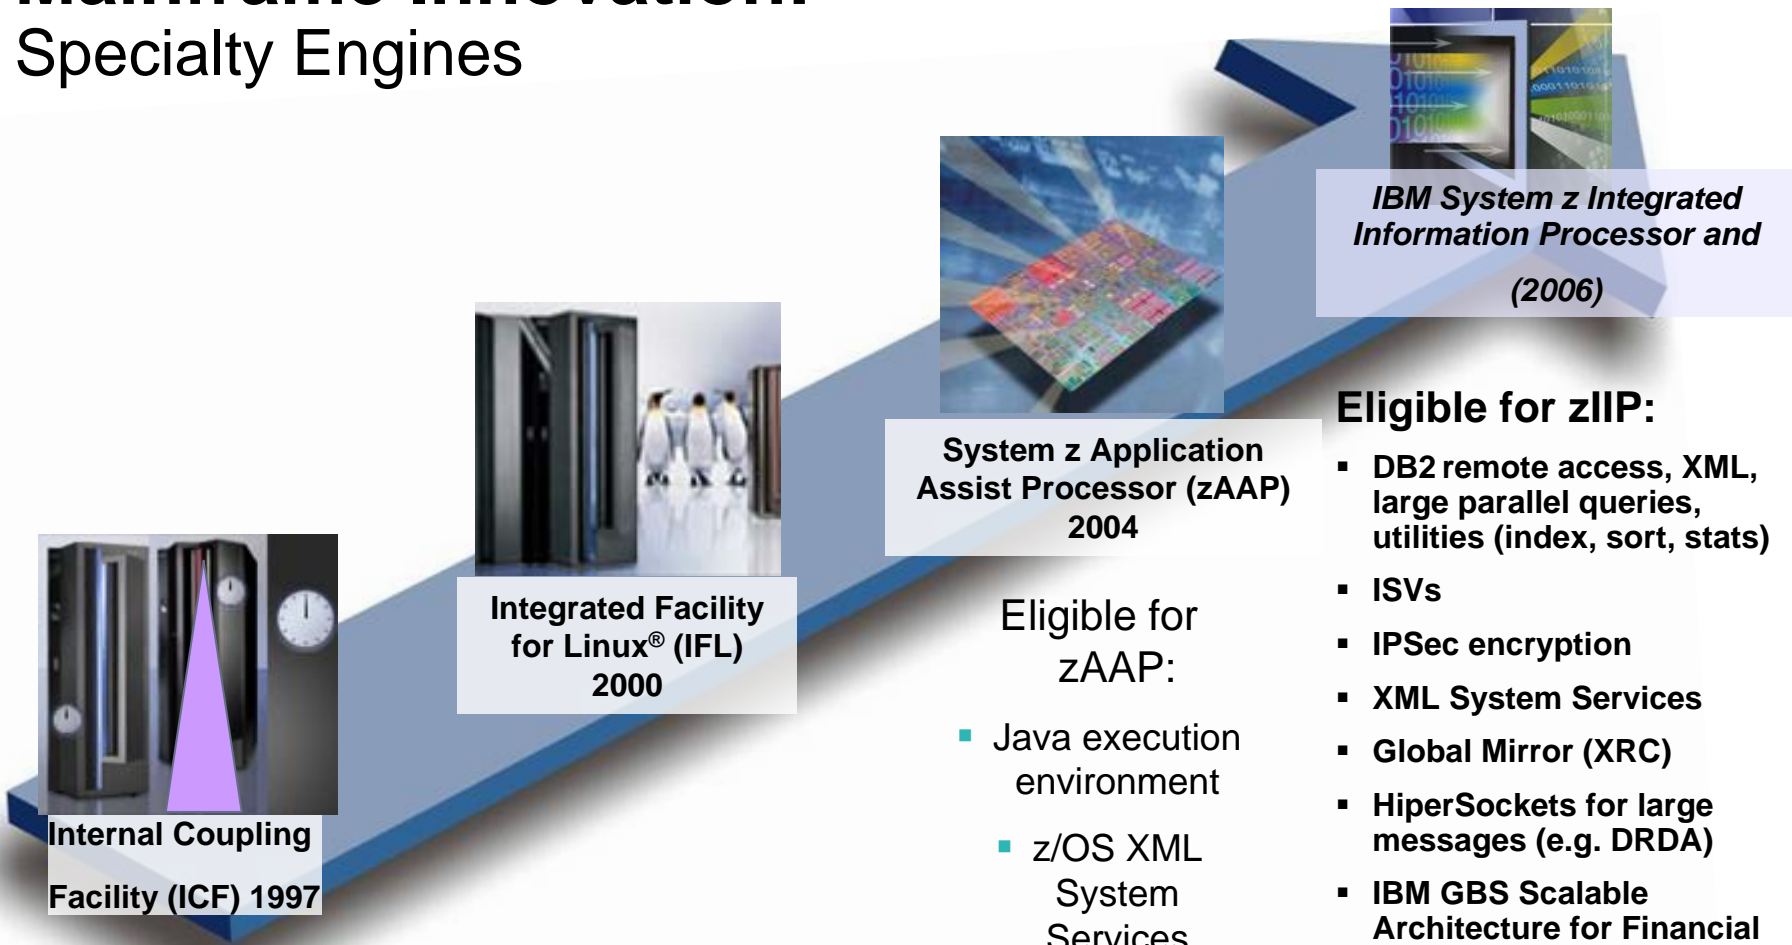 Mainframe Innovation:
Specialty Engines
IBM System z Integrated
Information Processor and
(2006)
System z Application
Assist Processor (zAAP)
2004
Integrated Facility
for Linux® (IFL)
2000
Internal Coupling
Facility (ICF) 1997
Eligible for
zAAP:
▪ Java execution
environment
▪ z/OS XML
System
Services
Eligible for zIIP:
▪ DB2 remote access, XML,
large parallel queries,
utilities (index, sort, stats)
▪ ISVs
▪ IPSec encryption
▪ XML System Services
▪ Global Mirror (XRC)
▪ HiperSockets for large
messages (e.g. DRDA)
▪ IBM GBS Scalable
Architecture for Financial